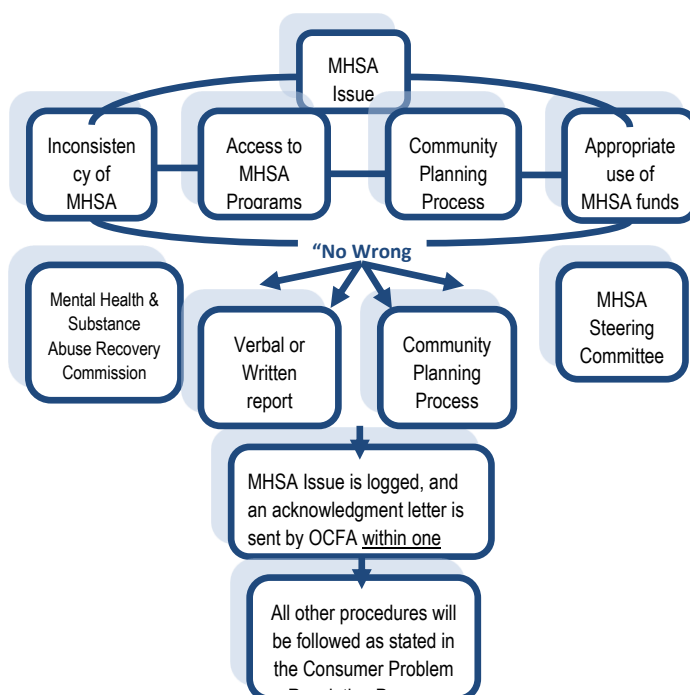 MHSA
Issue
Inconsisten
cy of
MHSA
Access to
MHSA
Programs
Community
Planning
Process
Appropriate
use of
MHSA funds
“No Wrong
Mental Health &
Substance
Abuse Recovery
Commission
Verbal or
Written
report
Community
Planning
Process
MHSA
Steering
Committee
MHSA Issue is logged, and
an acknowledgment letter is
sent by OCFA within one
All other procedures will
be followed as stated in
the Consumer Problem